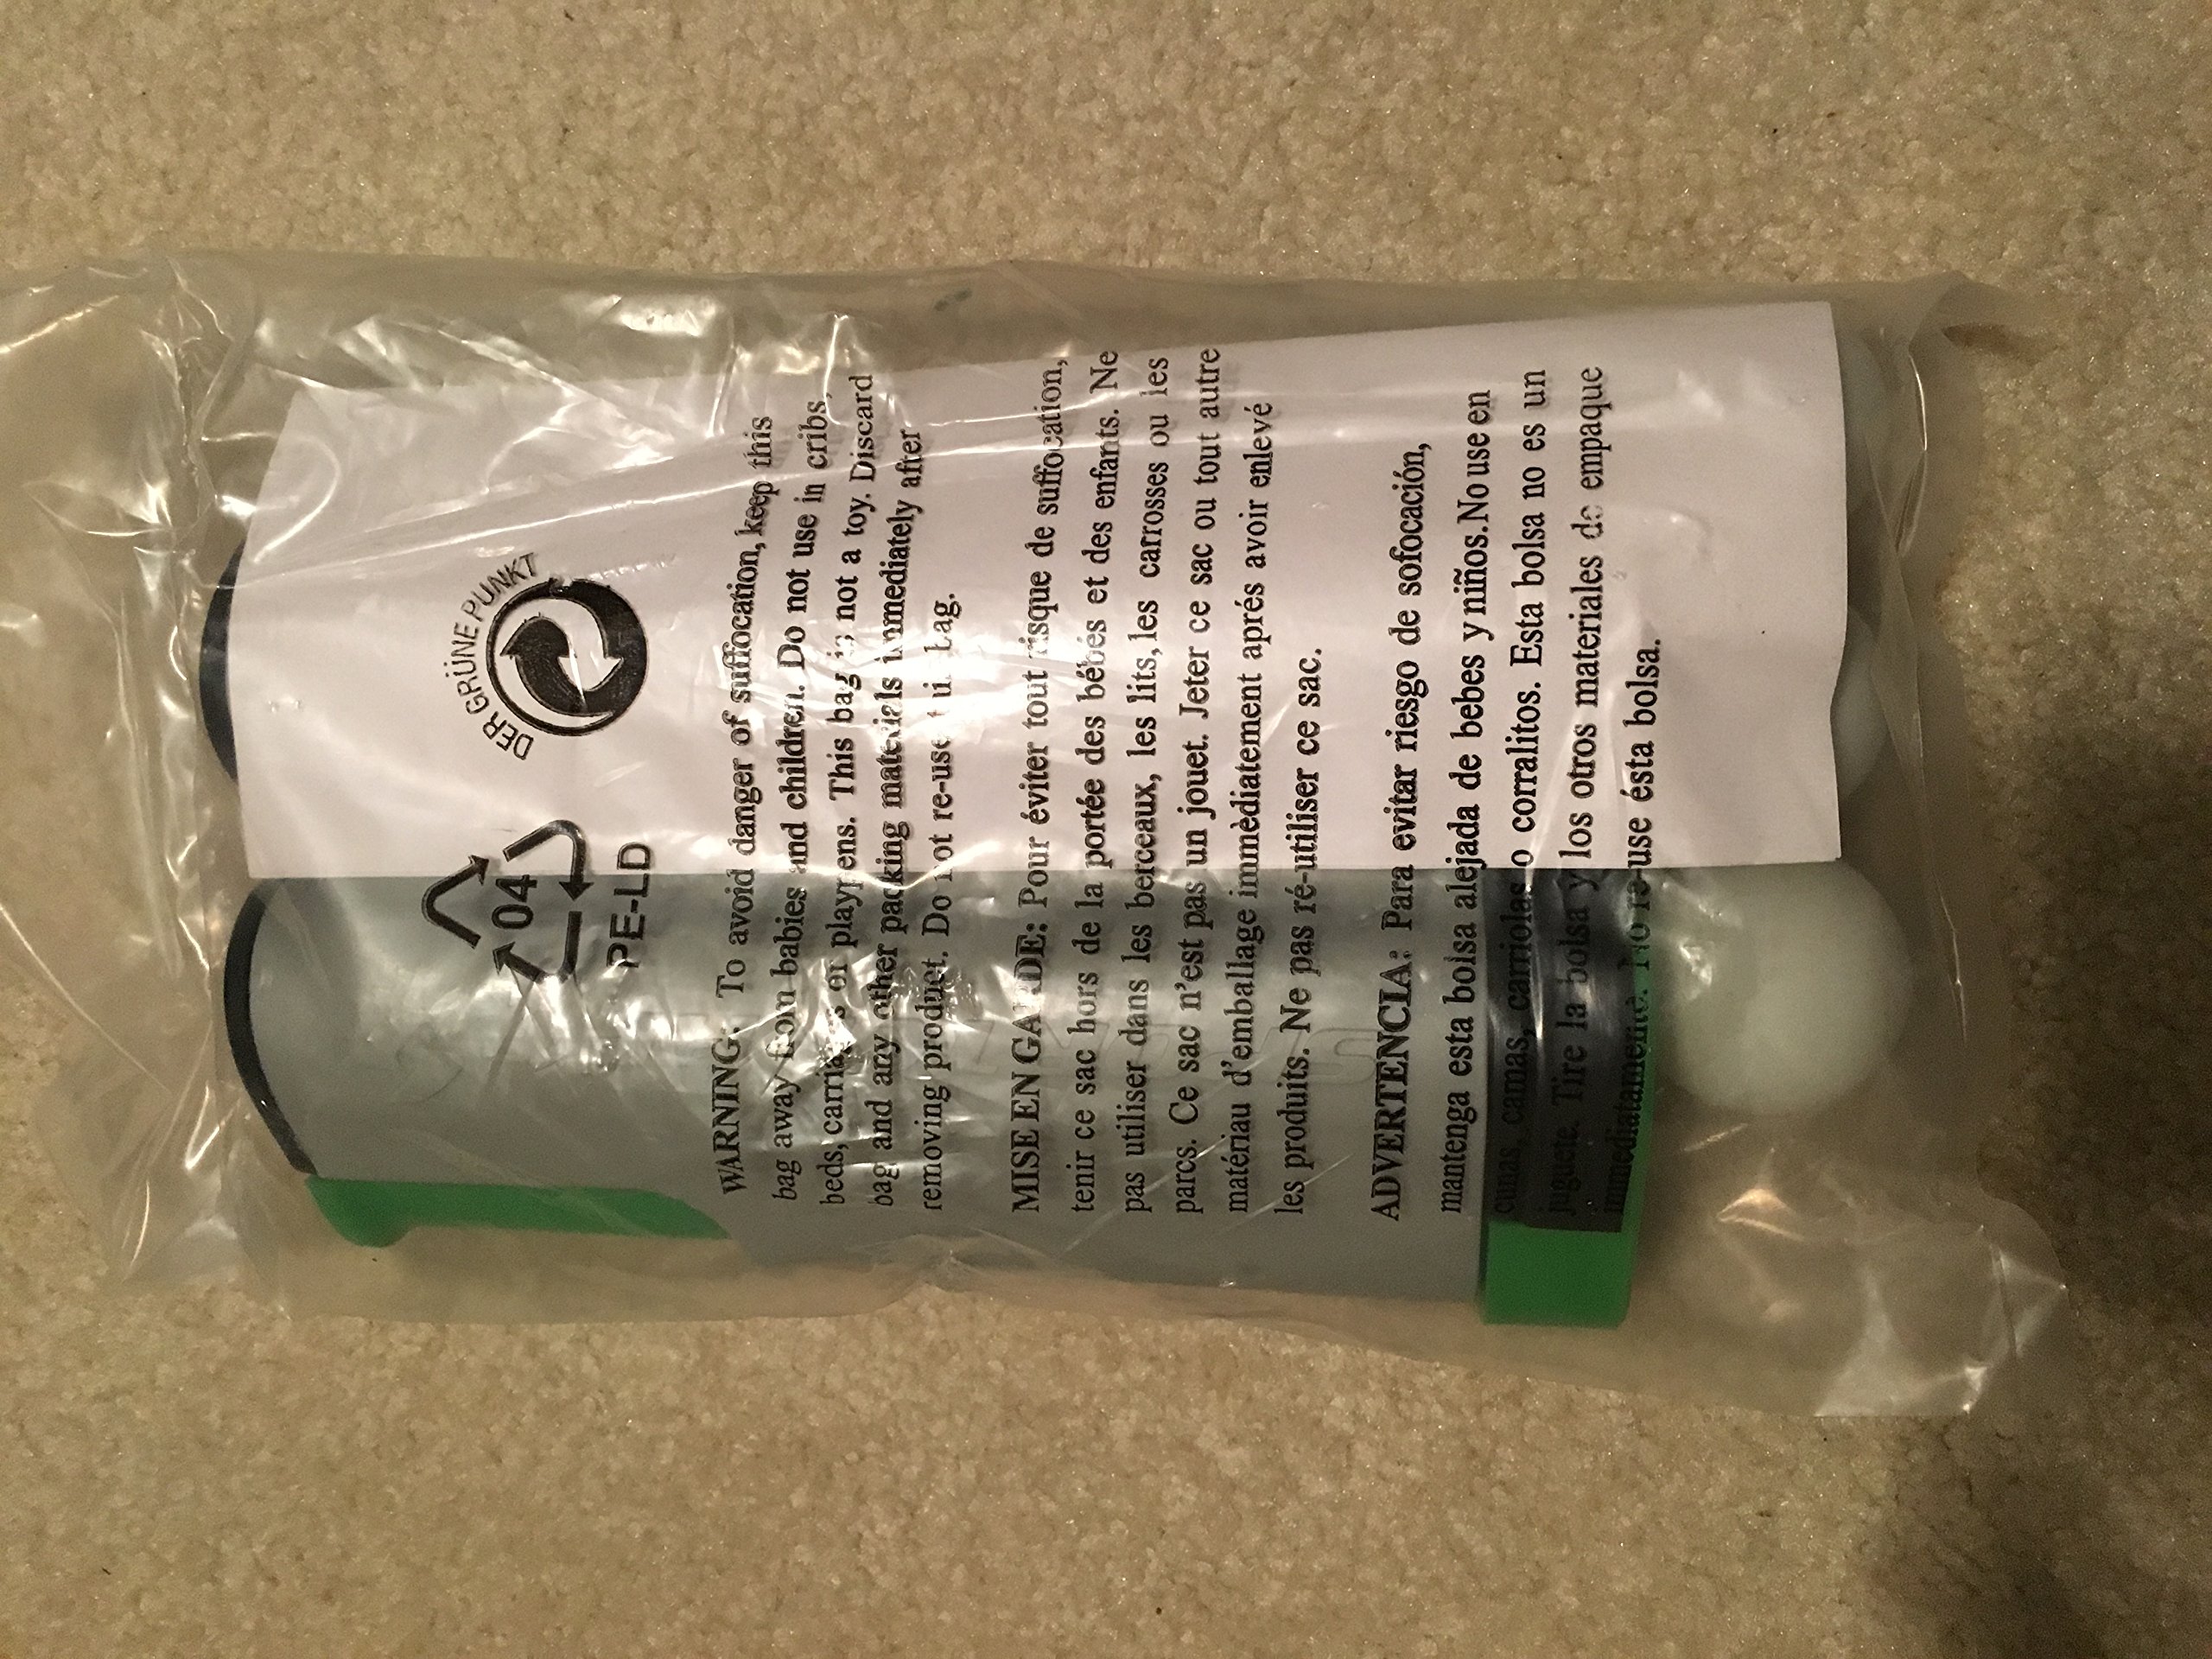 04
PE-LD
DER GRÜNE PUNKT
WARNING: To avoid danger of suffocation, keep this
bag away from babies and children. Do not use in cribs,
beds, carriages or playpens. This bag is not a toy. Discard
bag and any other packing materials immediately after
removing product. Do not re-use this bag.
MISE EN GARDE: Pour éviter tout risque de suffocation,
tenir ce sac hors de la portée des bébés et des enfants. Ne
pas utiliser dans les berceaux, les lits, les carrosses ou les
parcs. Ce sac n'est pas un jouet. Jeter ce sac ou tout autre
matériau d'emballage immèdiatement aprés avoir enlevé
les produits. Ne pas ré-utiliser ce sac.
ADVERTENCIA: Para evitar riesgo de sofocación,
mantenga esta bolsa alejada de bebes y niños. No use en
cunas, camas, carriolas o corralitos. Esta bolsa no es un
juguete. Tire la bolsa y los otros materiales de empaque
immediatamente. No re-use ésta bolsa.